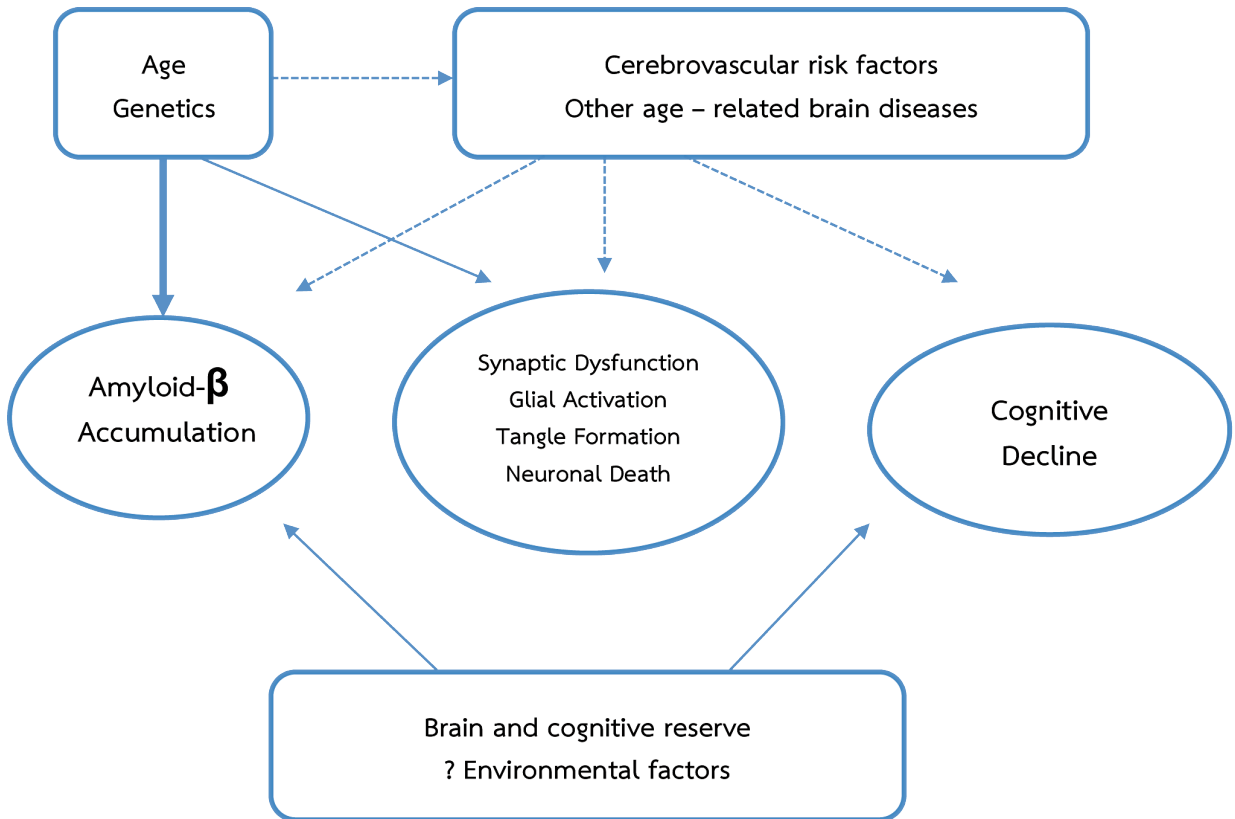 Age
Genetics
Cerebrovascular risk factors
Other age – related brain diseases
Amyloid-β
Accumulation
Synaptic Dysfunction
Glial Activation
Tangle Formation
Neuronal Death
Cognitive
Decline
Brain and cognitive reserve
? Environmental factors